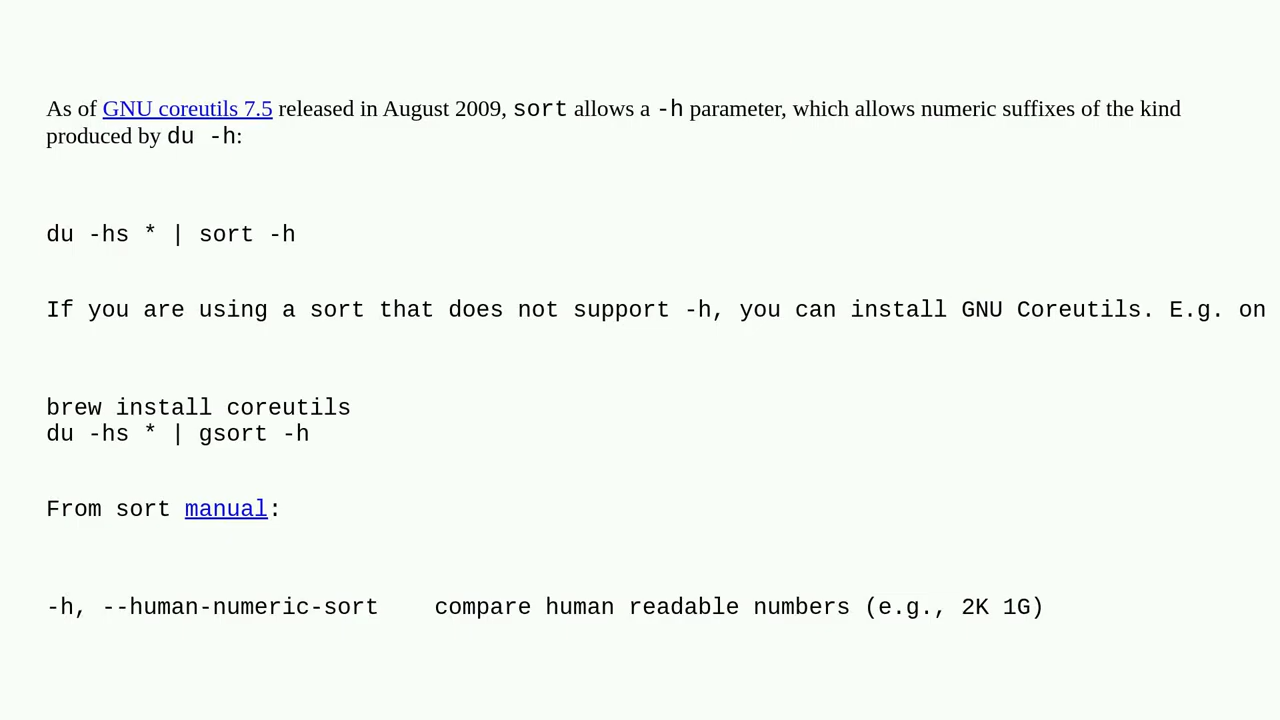 As of GNU coreutils 7.5 released in August 2009, sort allows a -h parameter, which allows numeric suffixes of the kind
produced by du -h:
du -hs * | sort -h
If you are using a sort that does not support -h, you can install GNU Coreutils. E.g. on
brew install coreutils
du -hs * | gsort -h
From sort manual:
-h, --human-numeric-sort    compare human readable numbers (e.g., 2K 1G)